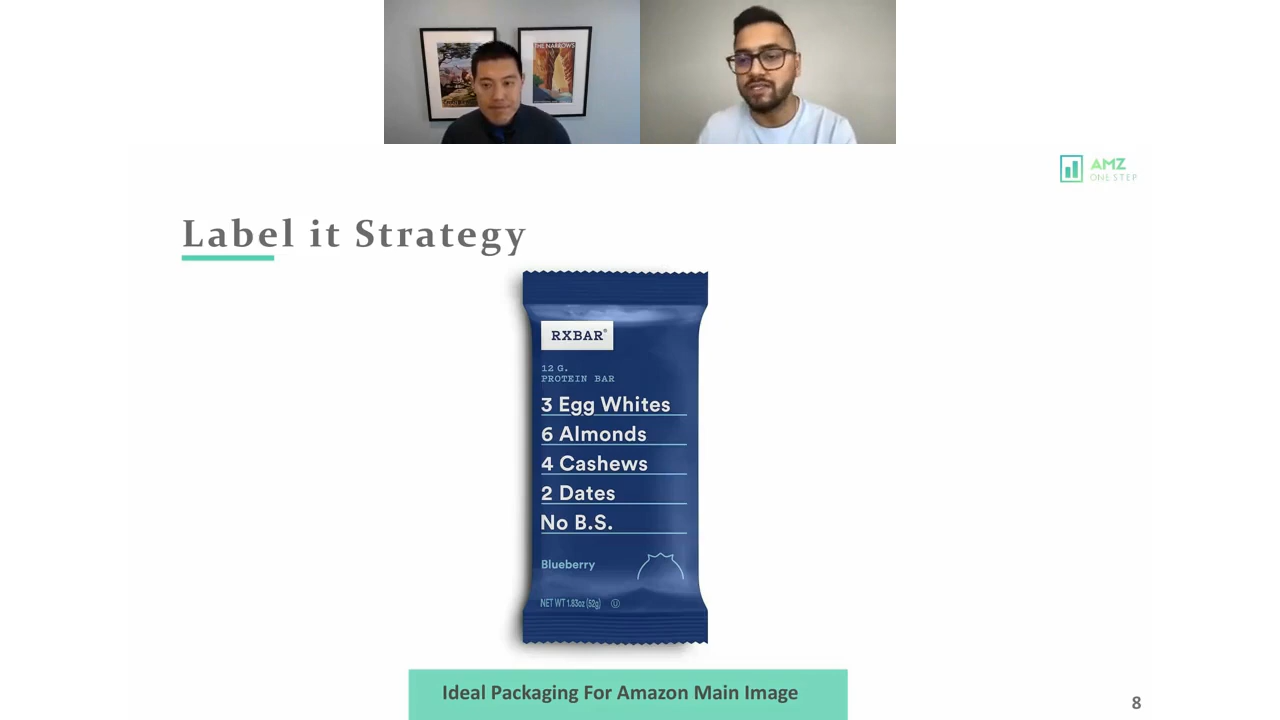 THE NARROWS
AMZ
ONE STEP
Label it Strategy
RXBAR®
12 G.
PROTEIN BAR
3 Egg Whites
6 Almonds
4 Cashews
2 Dates
No B.S.
Blueberry
NET WT 1.83oz (52g) Ⓤ
Ideal Packaging For Amazon Main Image
8